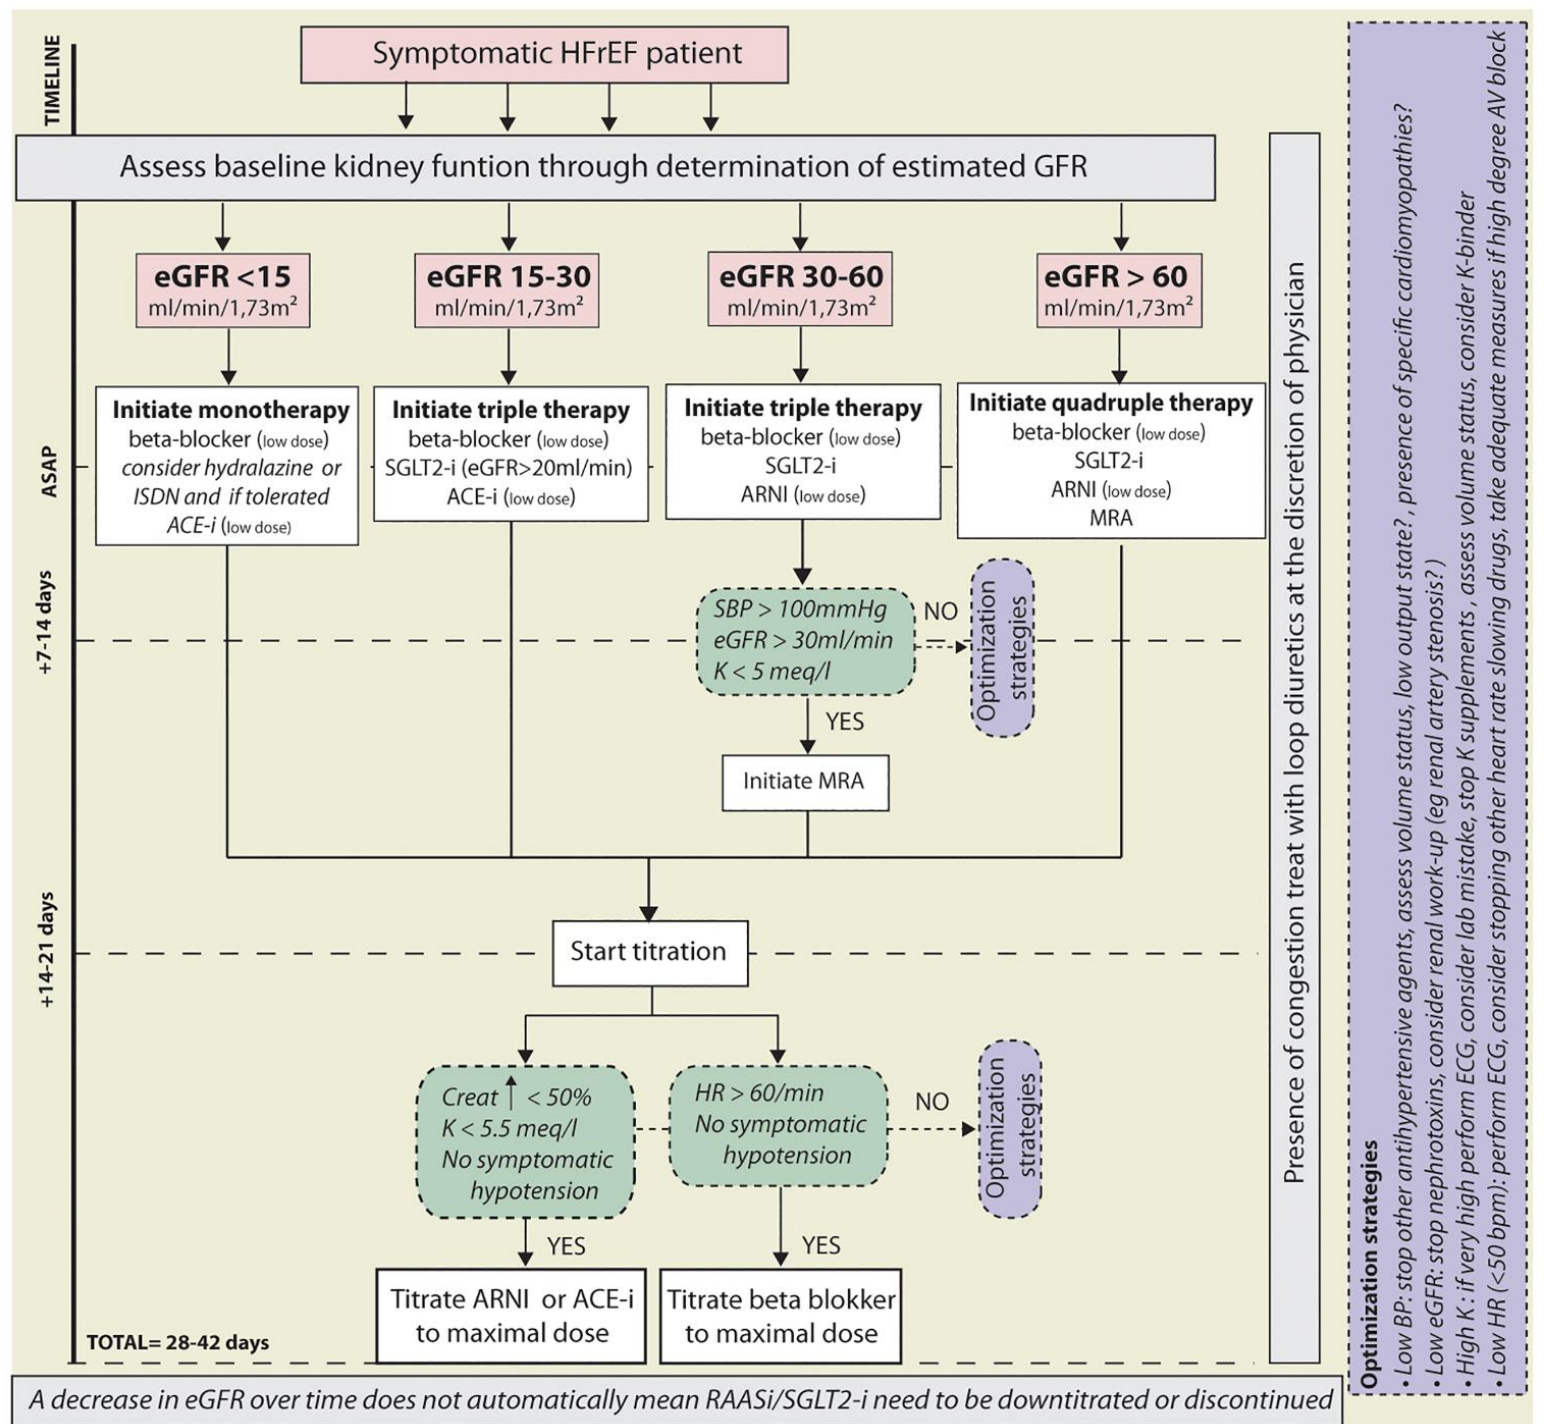 TIMELINE
Symptomatic HFrEF patient
Assess baseline kidney funtion through determination of estimated GFR
eGFR <15
ml/min/1,73m²
eGFR 15-30
ml/min/1,73m²
eGFR 30-60
ml/min/1,73m²
eGFR > 60
ml/min/1,73m²
ASAP
Initiate monotherapy
beta-blocker (low dose)
consider hydralazine or
ISDN and if tolerated
ACE-i (low dose)
Initiate triple therapy
beta-blocker (low dose)
SGLT2-i (eGFR>20ml/min)
ACE-i (low dose)
Initiate triple therapy
beta-blocker (low dose)
SGLT2-i
ARNI (low dose)
Initiate quadruple therapy
beta-blocker (low dose)
SGLT2-i
ARNI (low dose)
MRA
+7-14 days
SBP > 100mmHg
eGFR > 30ml/min
K < 5 meq/l
NO
Optimization
strategies
YES
Initiate MRA
+14-21 days
Start titration
Creat ↑ < 50%
K < 5.5 meq/l
No symptomatic
hypotension
HR > 60/min
No symptomatic
hypotension
NO
Optimization
strategies
YES
YES
Titrate ARNI or ACE-i
to maximal dose
Titrate beta blokker
to maximal dose
TOTAL= 28-42 days
A decrease in eGFR over time does not automatically mean RAASi/SGLT2-i need to be downtitrated or discontinued
Presence of congestion treat with loop diuretics at the discretion of physician
Optimization strategies
• Low BP: stop other antihypertensive agents, assess volume status, low output state? , presence of specific cardiomyopathies?
• Low eGFR: stop nephrotoxins, consider renal work-up (eg renal artery stenosis? )
• High K : if very high perform ECG, consider lab mistake, stop K supplements , assess volume status, consider K-binder
• Low HR (<50 bpm): perform ECG, consider stopping other heart rate slowing drugs, take adequate measures if high degree AV block